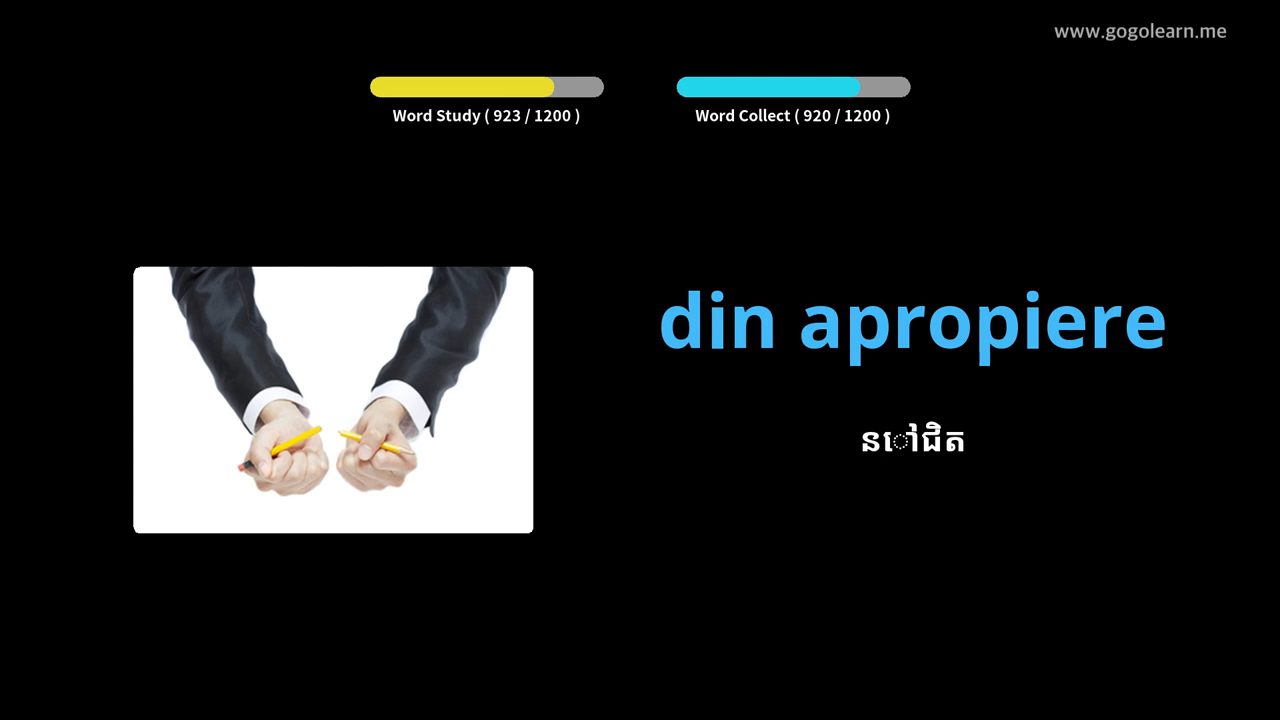 www.gogolearn.me
Word Study ( 923 / 1200 )
Word Collect ( 920 / 1200 )
din apropiere
នៅជិត